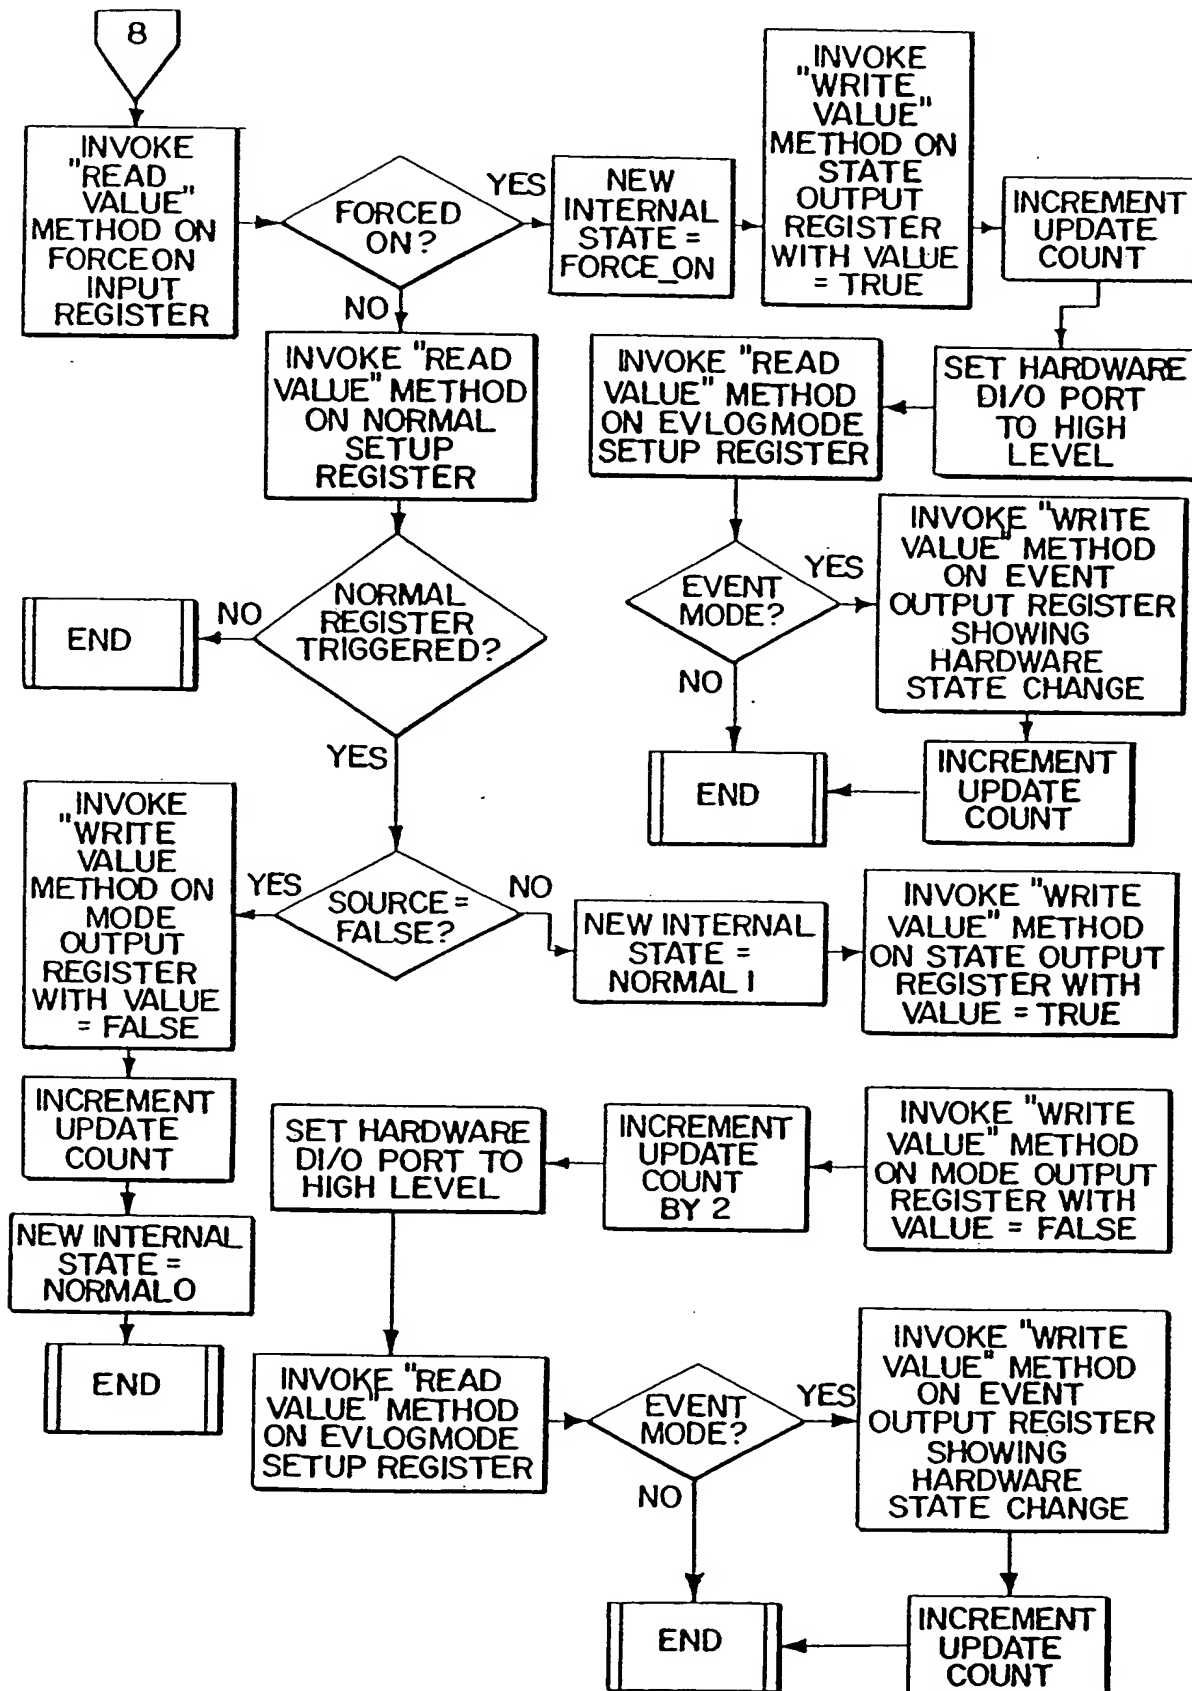 8
INVOKE
"READ
VALUE"
METHOD ON
FORCEON
INPUT
REGISTER
FORCED
ON?
YES
NO
NEW
INTERNAL
STATE =
FORCE_ON
INVOKE
"WRITE
VALUE"
METHOD ON
STATE
OUTPUT
REGISTER
WITH VALUE
= TRUE
INCREMENT
UPDATE
COUNT
SET HARDWARE
DI/O PORT
TO HIGH
LEVEL
INVOKE "READ
VALUE" METHOD
ON EVLOGMODE
SETUP REGISTER
INVOKE "READ
VALUE" METHOD
ON NORMAL
SETUP
REGISTER
EVENT
MODE?
YES
NO
INVOKE "WRITE
VALUE" METHOD
ON EVENT
OUTPUT REGISTER
SHOWING
HARDWARE
STATE CHANGE
INCREMENT
UPDATE
COUNT
END
NORMAL
REGISTER
TRIGGERED?
NO
END
YES
SOURCE =
FALSE?
YES
NO
INVOKE
"WRITE
VALUE
METHOD ON
MODE
OUTPUT
REGISTER
WITH VALUE
= FALSE
INCREMENT
UPDATE
COUNT
NEW INTERNAL
STATE =
NORMAL0
END
NEW INTERNAL
STATE =
NORMAL1
INVOKE "WRITE
VALUE" METHOD
ON STATE OUTPUT
REGISTER WITH
VALUE = TRUE
INVOKE "WRITE
VALUE" METHOD
ON MODE OUTPUT
REGISTER WITH
VALUE = FALSE
INCREMENT
UPDATE
COUNT
BY 2
SET HARDWARE
DI/O PORT TO
HIGH LEVEL
INVOKE "READ
VALUE" METHOD
ON EVLOGMODE
SETUP REGISTER
EVENT
MODE?
YES
NO
INVOKE "WRITE
VALUE" METHOD
ON EVENT
OUTPUT REGISTER
SHOWING
HARDWARE
STATE CHANGE
INCREMENT
UPDATE
COUNT
END